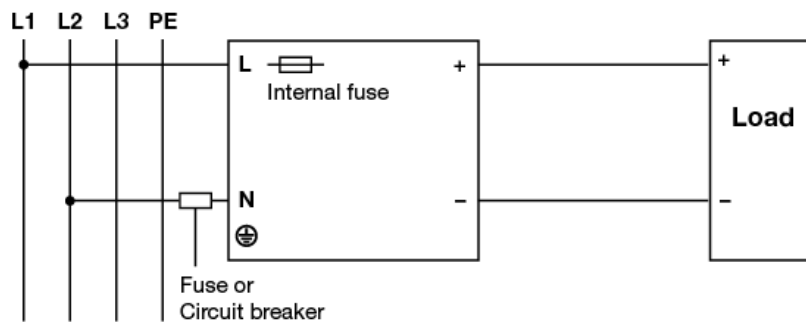 L1 L2 L3 PE
L
+
+
Internal fuse
Load
N
−
−
Fuse or
Circuit breaker